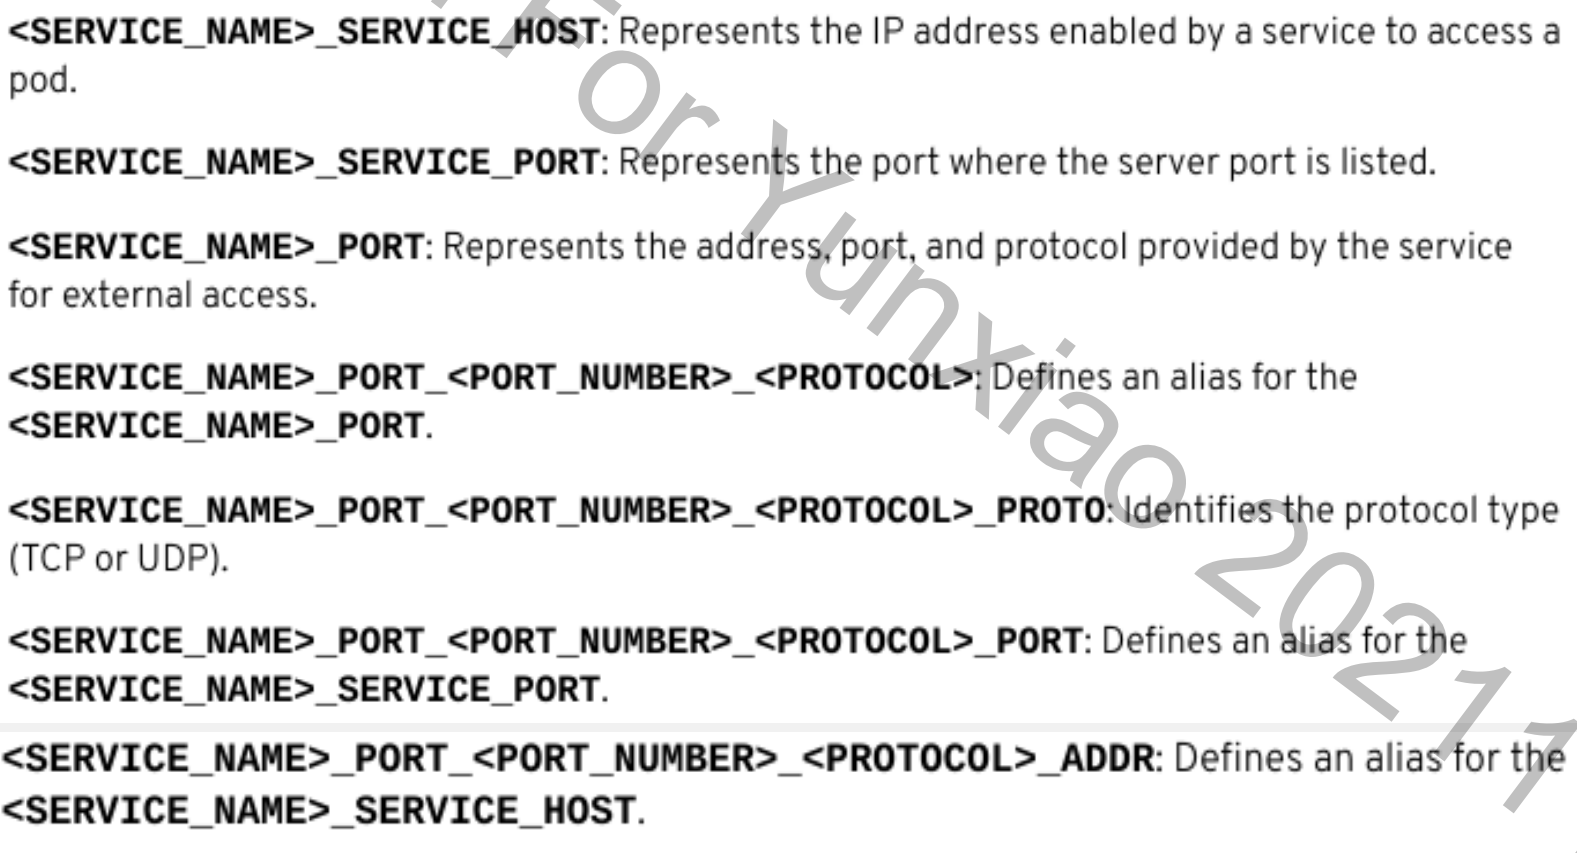 <SERVICE_NAME>_SERVICE_HOST: Represents the IP address enabled by a service to access a
pod.
<SERVICE_NAME>_SERVICE_PORT: Represents the port where the server port is listed.
<SERVICE_NAME>_PORT: Represents the address, port, and protocol provided by the service
for external access.
<SERVICE_NAME>_PORT_<PORT_NUMBER>_<PROTOCOL>: Defines an alias for the
<SERVICE_NAME>_PORT.
<SERVICE_NAME>_PORT_<PORT_NUMBER>_<PROTOCOL>_PROTO: Identifies the protocol type
(TCP or UDP).
<SERVICE_NAME>_PORT_<PORT_NUMBER>_<PROTOCOL>_PORT: Defines an alias for the
<SERVICE_NAME>_SERVICE_PORT.
<SERVICE_NAME>_PORT_<PORT_NUMBER>_<PROTOCOL>_ADDR: Defines an alias for the
<SERVICE_NAME>_SERVICE_HOST.
For Yunxiao 2021